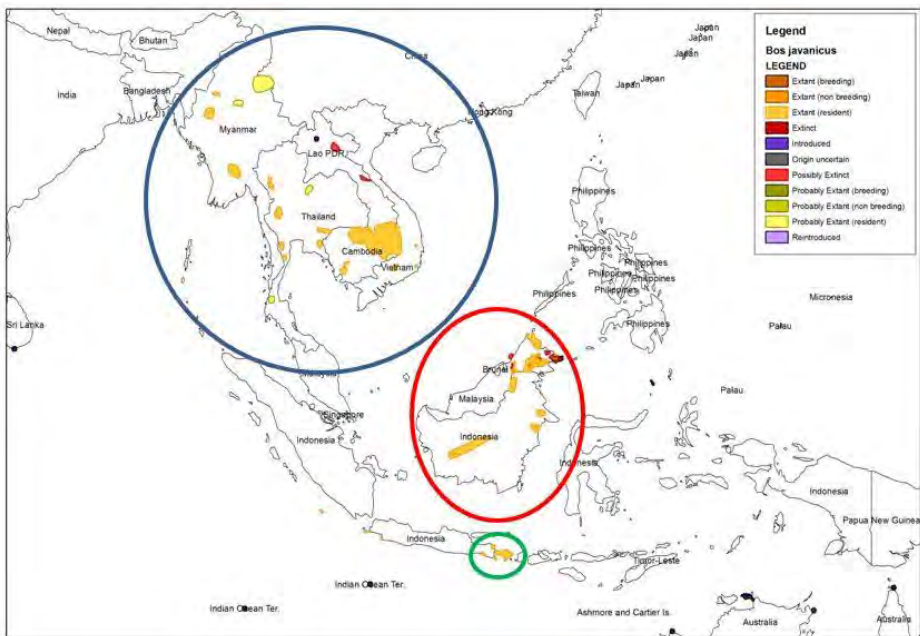 Nepal
Bhutan
China
Japan
Japan
Japan
Japan
Japan
Japan
India
Bangladesh
Taiwan
Hong Kong
Myanmar
Lao PDR
Philippines
Thailand
Cambodia
Vietnam
Philippines
Philippines
Philippines
Philippines
Philippines
Philippines
Micronesia
Sri Lanka
Palau
Brunei
Malaysia
Palau
Singapore
Indonesia
Indonesia
Indonesia
Indonesia
Papua New Guinea
Indonesia
Timor-Leste
Indian Ocean Ter.
Indian Ocean Ter.
Ashmore and Cartier Is.
Australia
Australia
Legend
Bos javanicus
LEGEND
Extant (breeding)
Extant (non breeding)
Extant (resident)
Extinct
Introduced
Origin uncertain
Possibly Extinct
Probably Extant (breeding)
Probably Extant (non breeding)
Probably Extant (resident)
Reintroduced